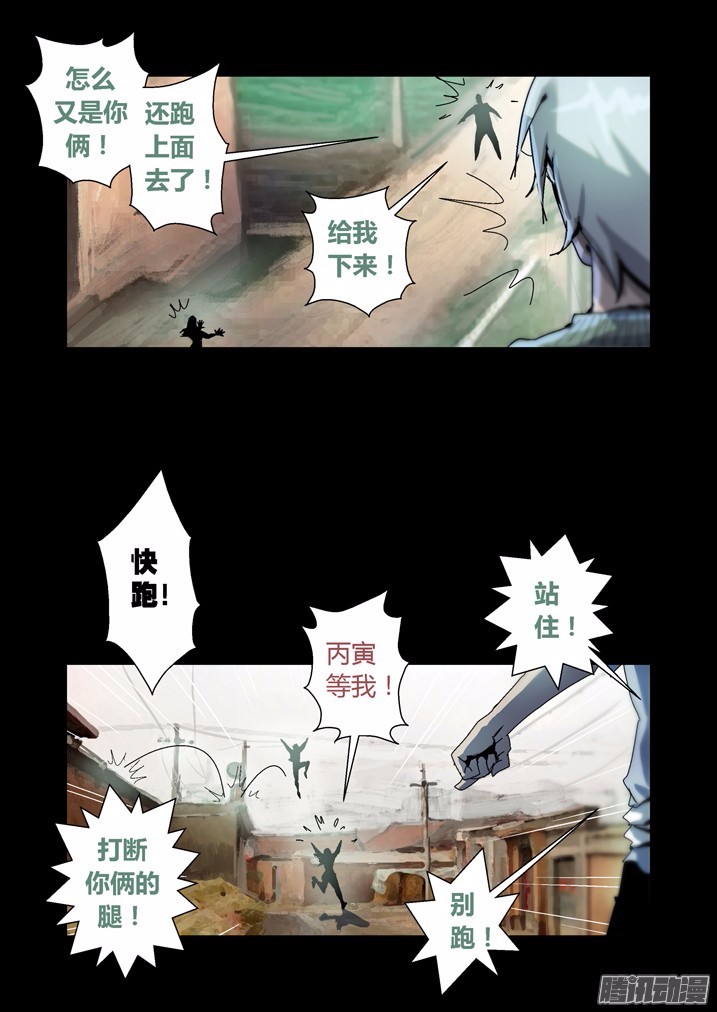 怎么
又是你
俩！
还跑
上面
去了！
给我
下来！
快
跑!
站
住！
丙寅
等我！
打断
你俩的
腿！
别
跑！
腾讯动漫